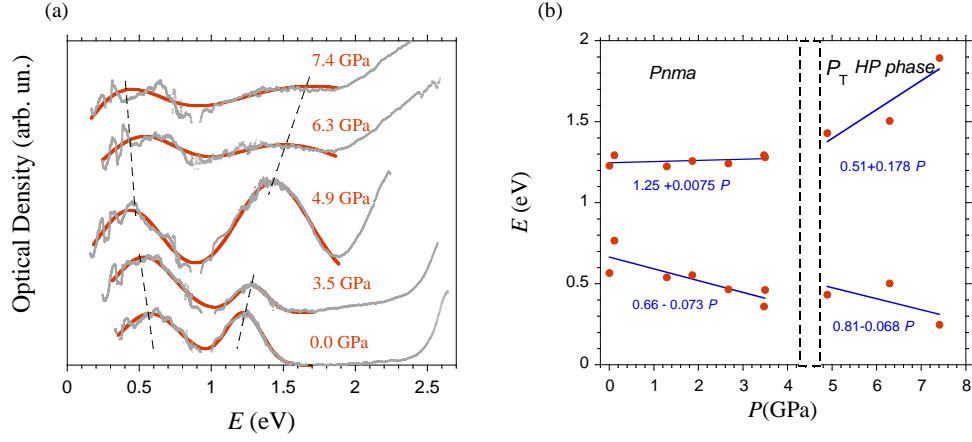 (a)
Optical Density (arb. un.)
7.4 GPa
6.3 GPa
4.9 GPa
3.5 GPa
0.0 GPa
0 0.5 1 1.5 2 2.5
E (eV)
(b)
E (eV)
2
1.5
1
0.5
0
Pnma
P_T HP phase
1.25 +0.0075 P
0.51+0.178 P
0.66 - 0.073 P
0.81-0.068 P
0 1 2 3 4 5 6 7 8
P(GPa)